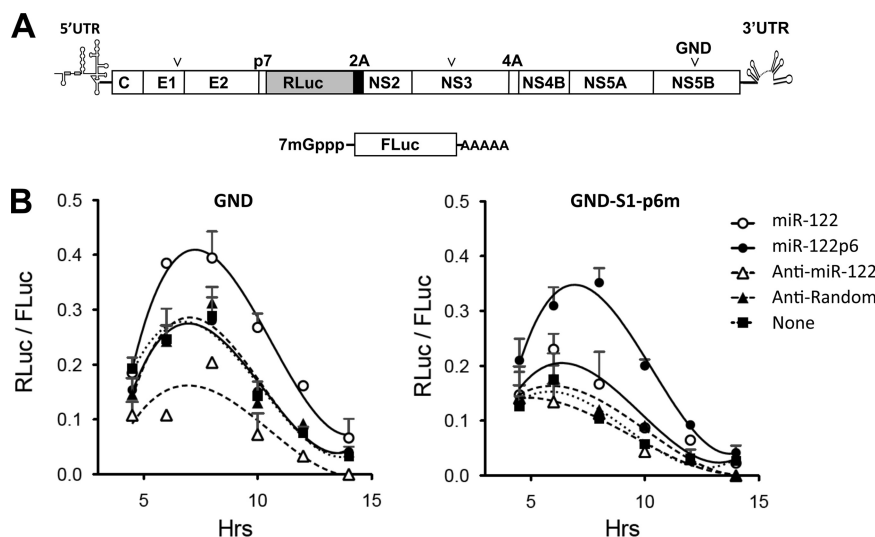 A
5'UTR
3'UTR
p7
2A
4A
GND
C E1 E2 RLuc NS2 NS3 NS4B NS5A NS5B
7mGppp FLuc AAAAA
B
GND
GND-S1-p6m
RLuc / FLuc
0.5
0.4
0.3
0.2
0.1
0.0
5 10 15
Hrs
RLuc / FLuc
0.5
0.4
0.3
0.2
0.1
0.0
5 10 15
Hrs
miR-122
miR-122p6
Anti-miR-122
Anti-Random
None